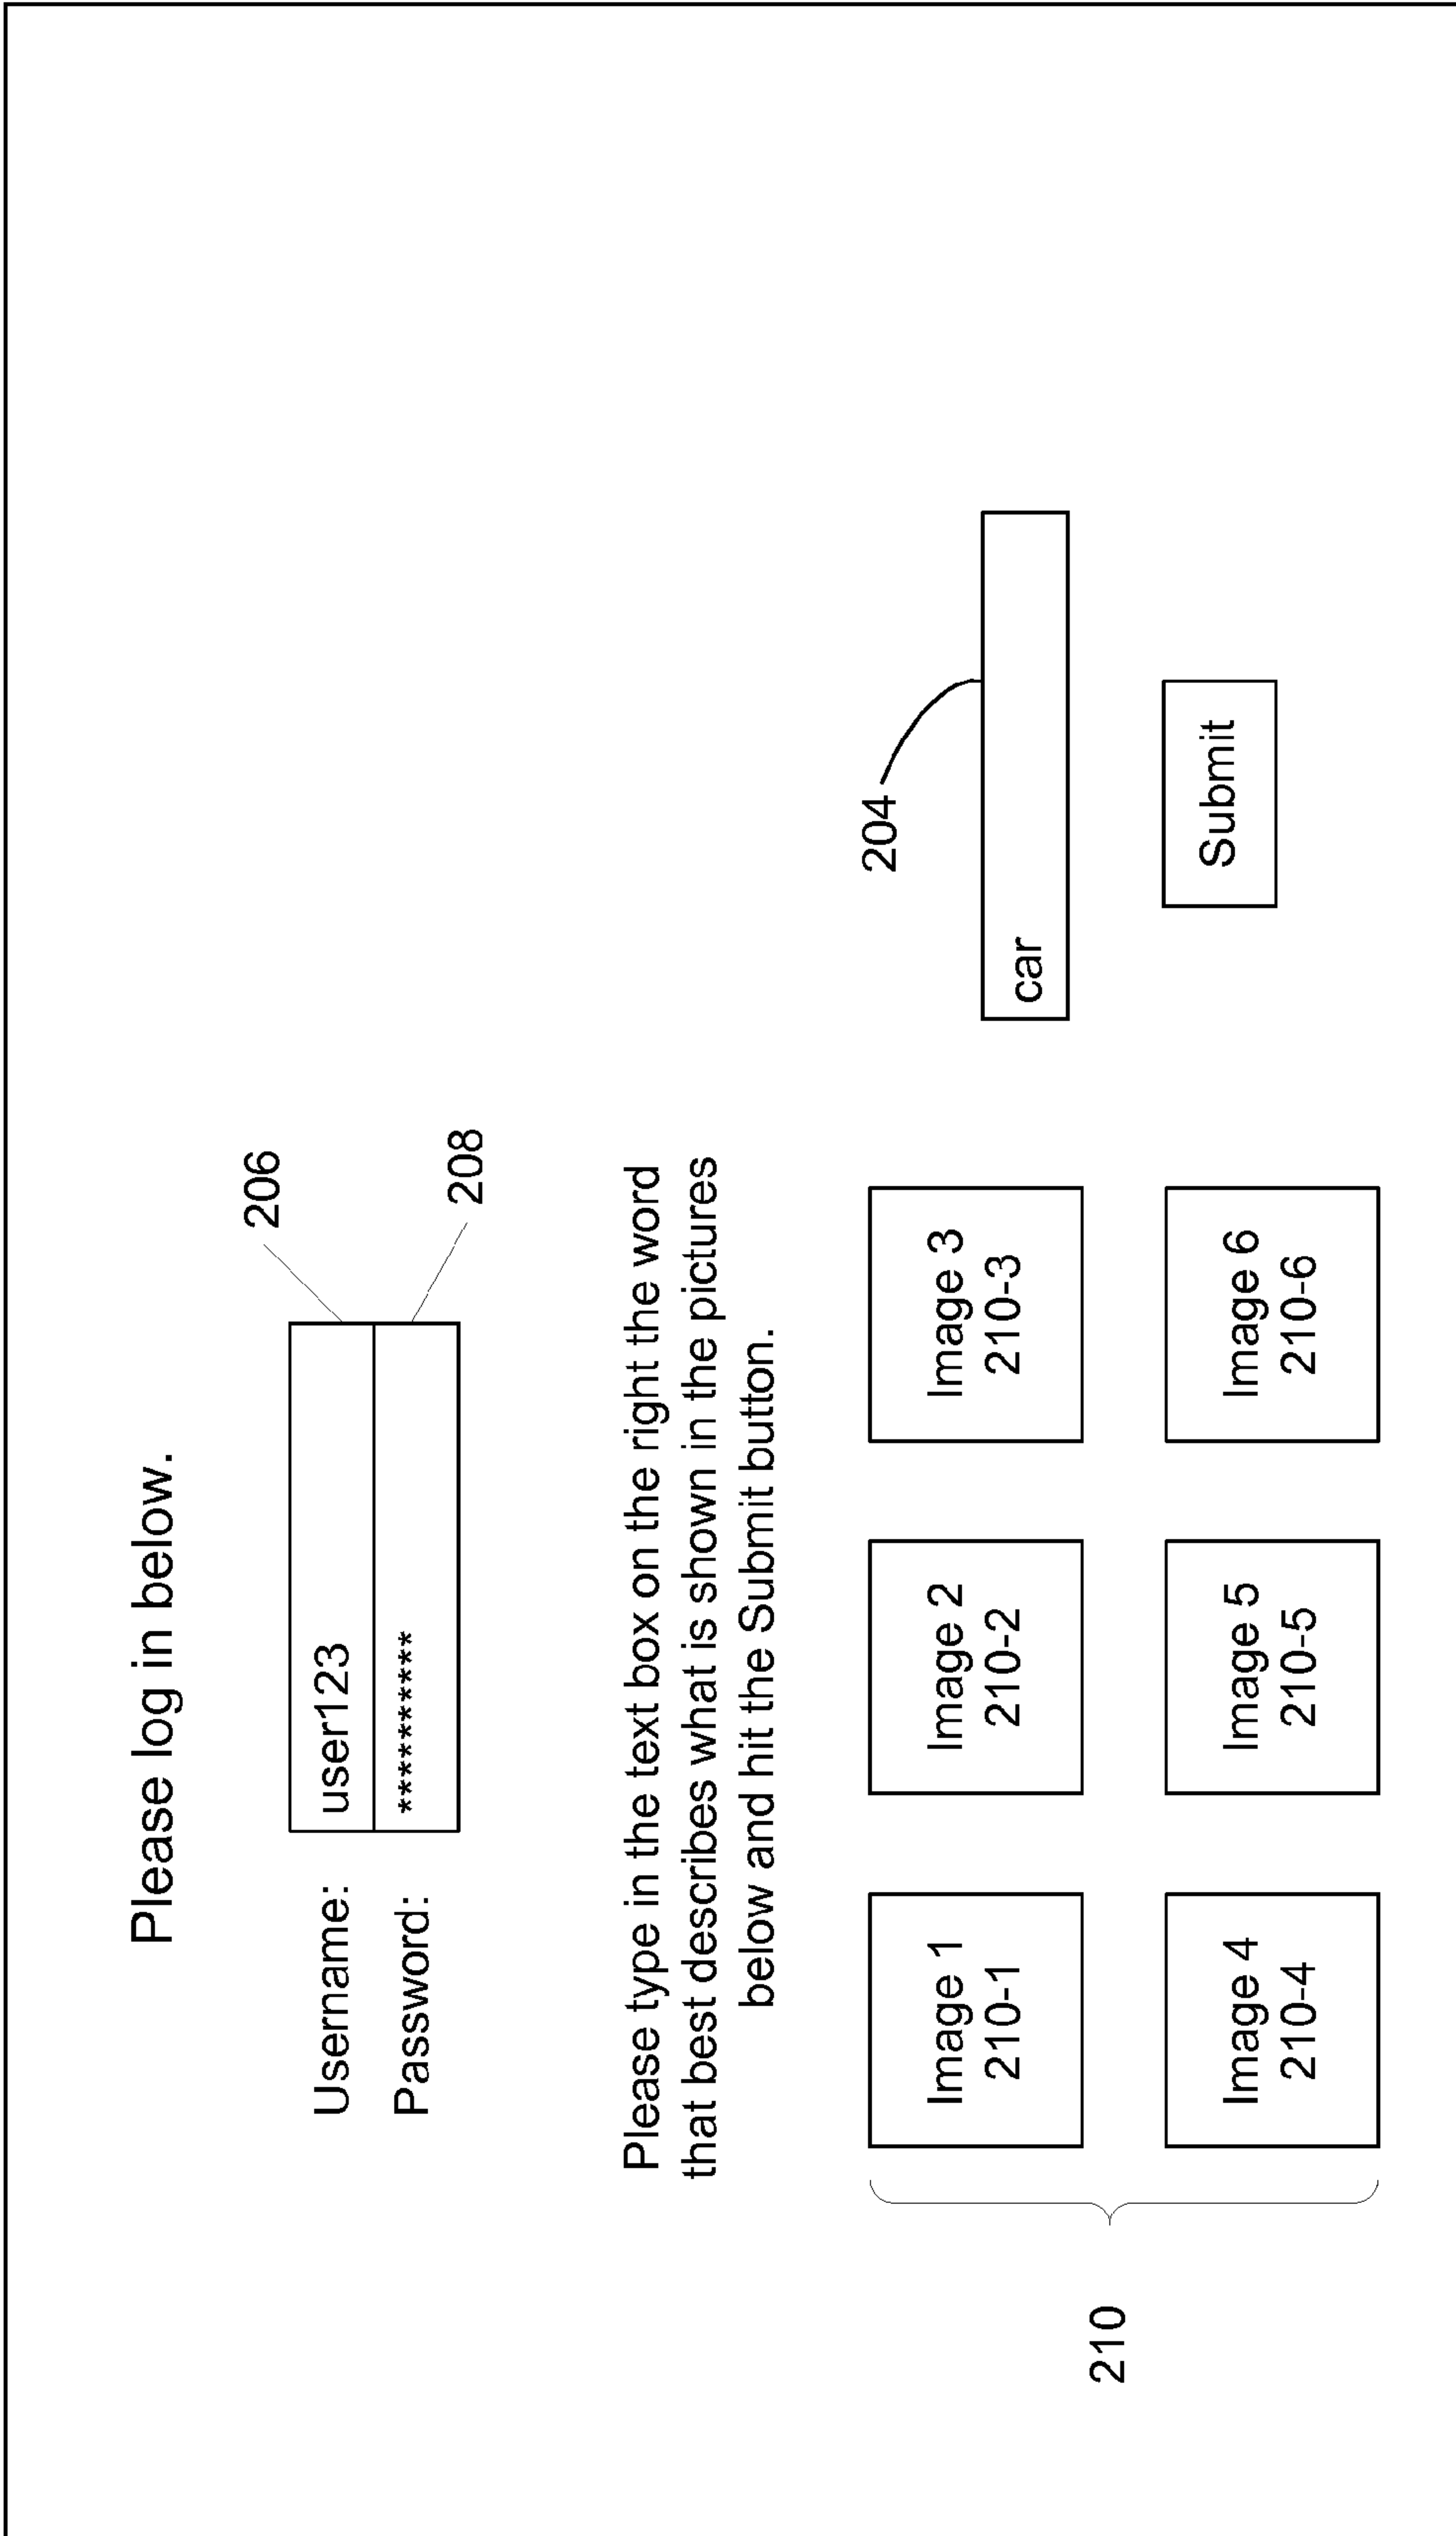 Please log in below.
206
Username: user123
Password: **********
208
Please type in the text box on the right the word
that best describes what is shown in the pictures
below and hit the Submit button.
204
Image 1
210-1
Image 2
210-2
Image 3
210-3
car
210
Image 4
210-4
Image 5
210-5
Image 6
210-6
Submit